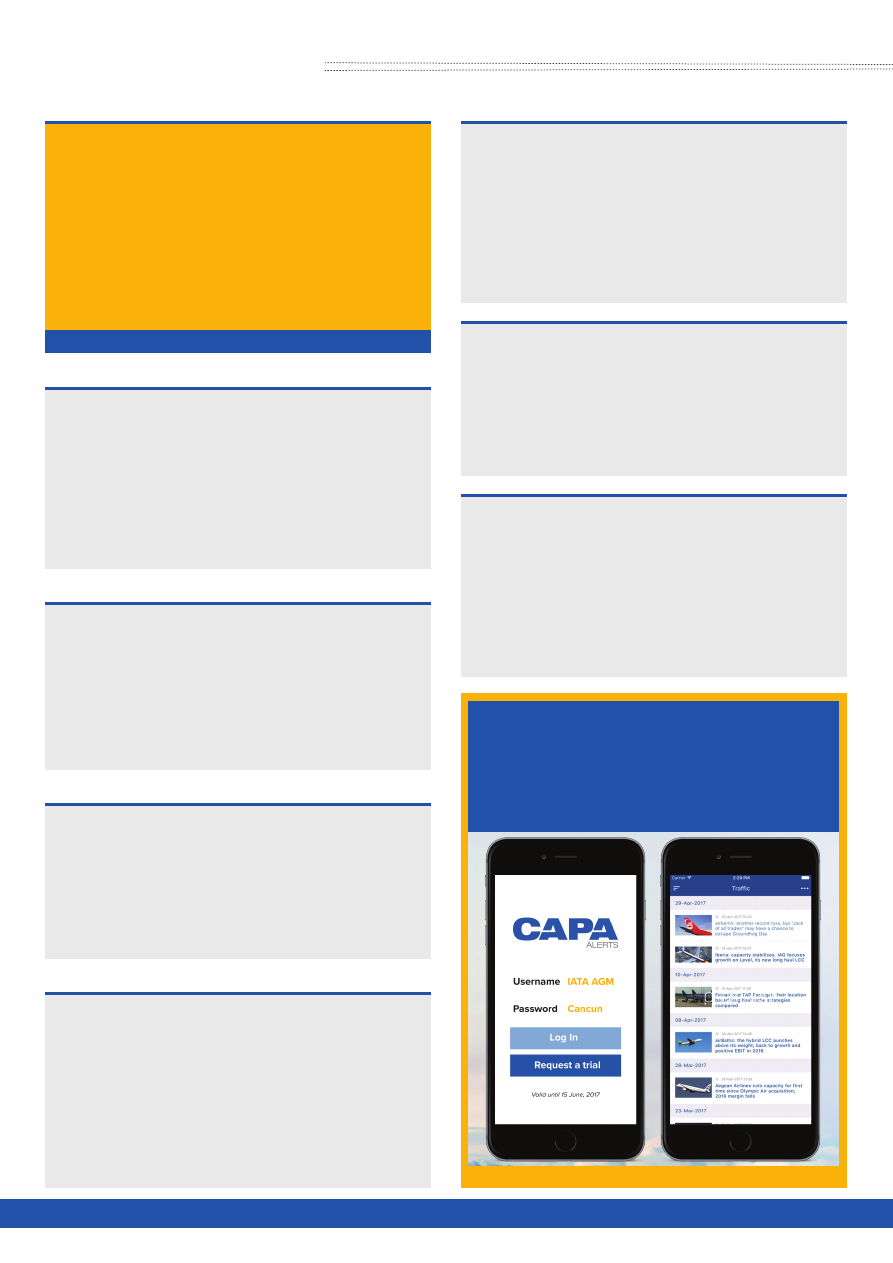 CAPA
ALERTS
Username IATA AGM
Password Cancun
Log In
Request a trial
Valid until 15 June, 2017
Carrier 2:29 PM
Traffic
29-Apr-2017
airberlin: another record loss, but "Jack
of all trades" may have a chance to
escape Groundhog Day
Iberia: capacity stabilises. IAG focuses
growth on Level, its new long haul LCC
10-Apr-2017
Finnair and TAP Portugal: their location
based long haul niche strategies
compared
08-Apr-2017
airBaltic: the hybrid LCC punches
above its weight; back to growth and
positive EBIT in 2016
28-Mar-2017
Aegean Airlines cuts capacity for first
time since Olympic Air acquisition;
2016 margin falls
23-Mar-2017